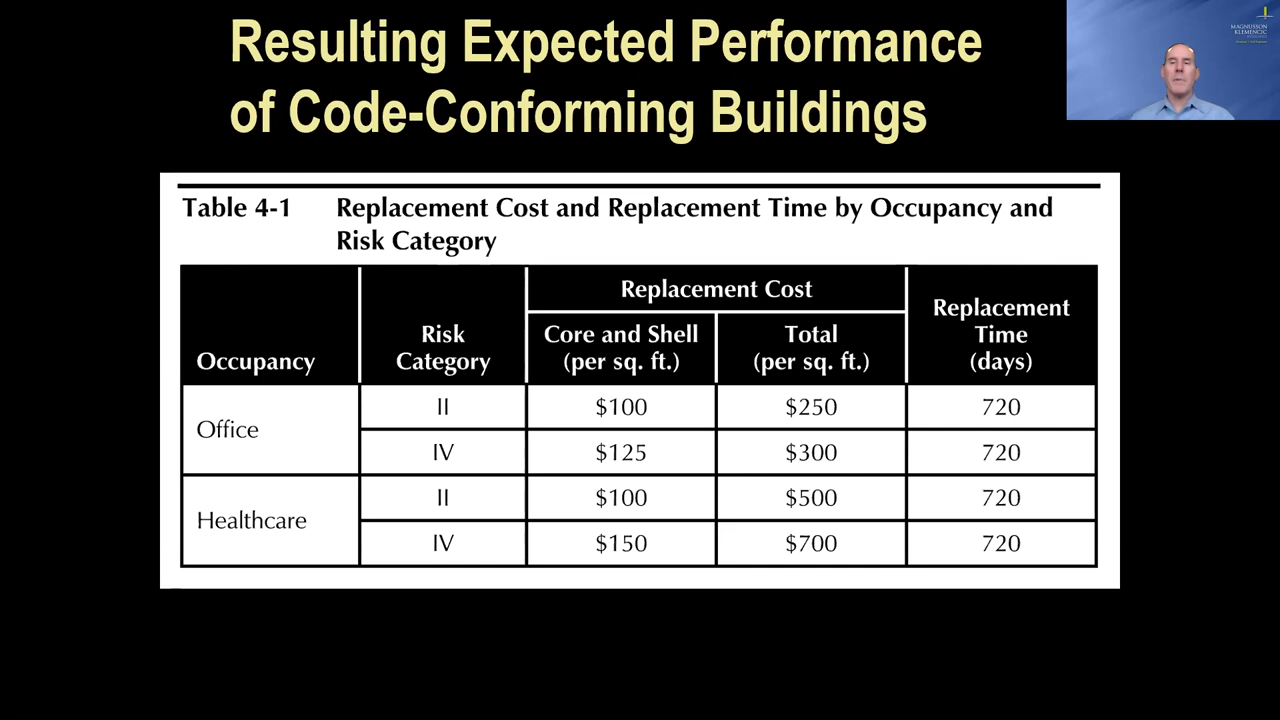 Resulting Expected Performance
of Code-Conforming Buildings
MAGNUSSON
KLEMENCIC
Table 4-1 Replacement Cost and Replacement Time by Occupancy and
Risk Category
Occupancy Risk Category Replacement Cost Replacement Time (days)
Core and Shell (per sq. ft.) Total (per sq. ft.)
Office II $100 $250 720
IV $125 $300 720
Healthcare II $100 $500 720
IV $150 $700 720